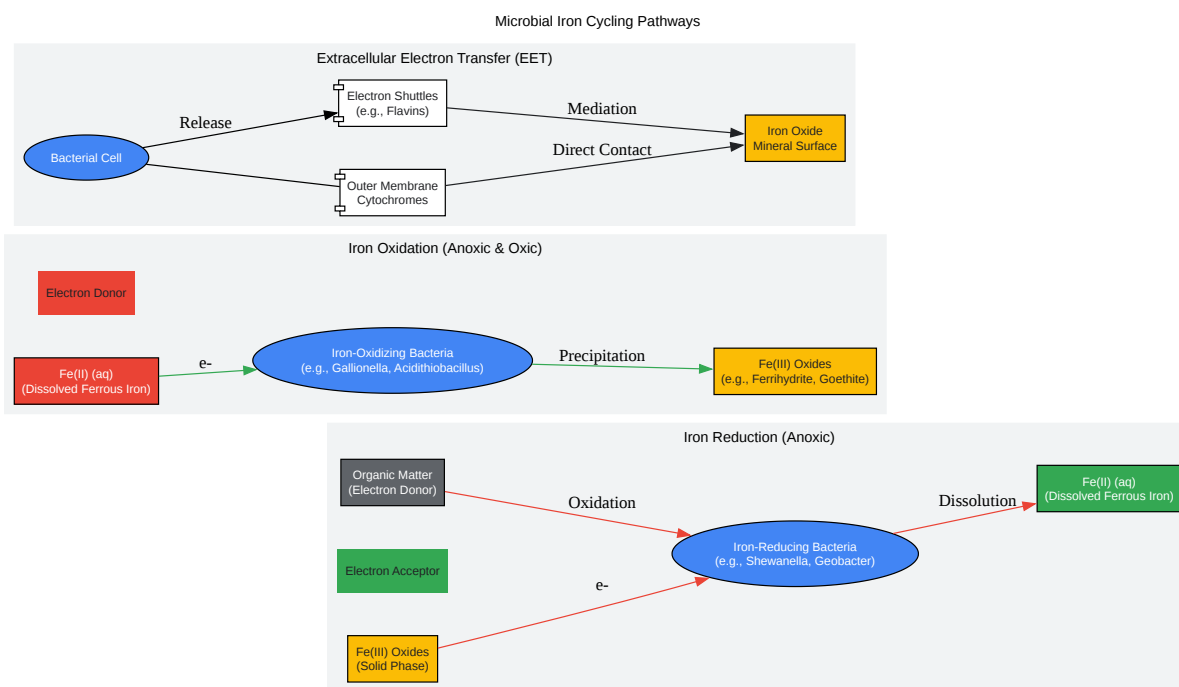 Microbial Iron Cycling Pathways
Extracellular Electron Transfer (EET)
Bacterial Cell
Release
Electron Shuttles
(e.g., Flavins)
Mediation
Outer Membrane
Cytochromes
Direct Contact
Iron Oxide
Mineral Surface
Iron Oxidation (Anoxic & Oxic)
Electron Donor
Fe(II) (aq)
(Dissolved Ferrous Iron)
e-
Iron-Oxidizing Bacteria
(e.g., Gallionella, Acidithiobacillus)
Precipitation
Fe(III) Oxides
(e.g., Ferrihydrite, Goethite)
Iron Reduction (Anoxic)
Organic Matter
(Electron Donor)
Oxidation
Electron Acceptor
Fe(III) Oxides
(Solid Phase)
e-
Iron-Reducing Bacteria
(e.g., Shewanella, Geobacter)
Dissolution
Fe(II) (aq)
(Dissolved Ferrous Iron)